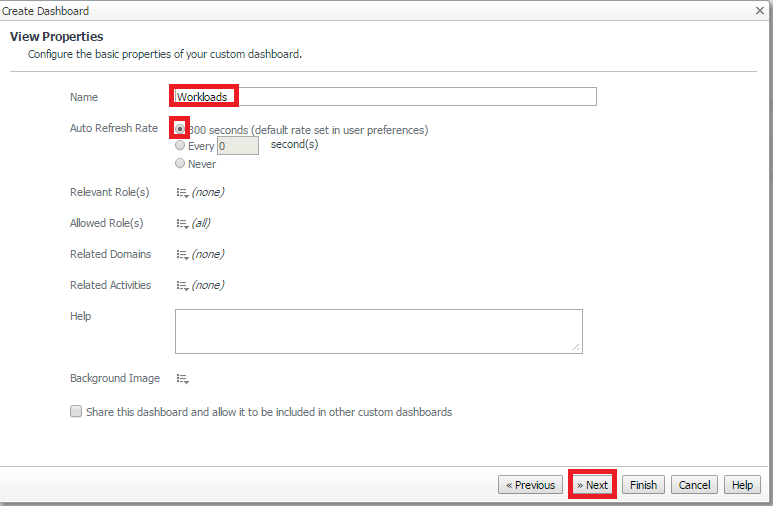 Create Dashboard
View Properties
Configure the basic properties of your custom dashboard.
Name Workloads
Auto Refresh Rate 300 seconds (default rate set in user preferences)
Every 0 second(s)
Never
Relevant Role(s) (none)
Allowed Role(s) (all)
Related Domains (none)
Related Activities (none)
Help
Background Image
Share this dashboard and allow it to be included in other custom dashboards
« Previous » Next Finish Cancel Help